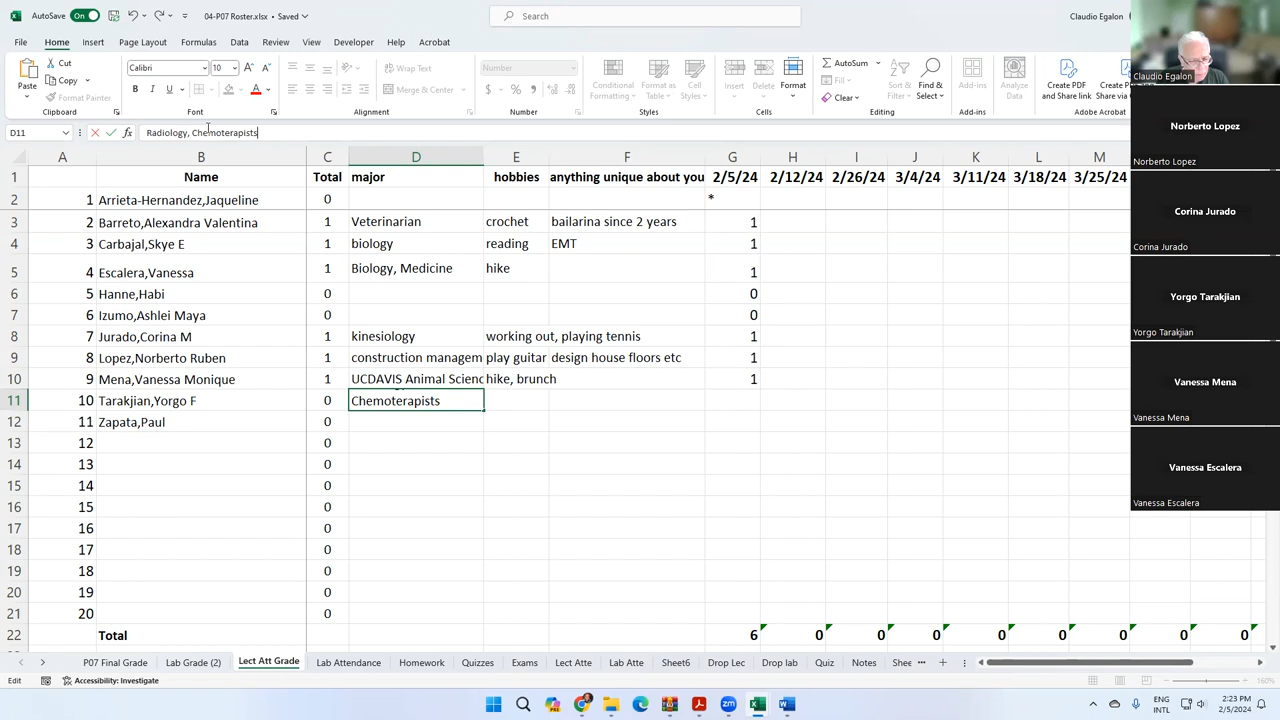 AutoSave On 04-P07 Roster.xlsx • Saved Search Claudio Egalon
File Home Insert Page Layout Formulas Data Review View Developer Help Acrobat
Paste Cut Copy Format Painter Clipboard
Calibri 10 B I U A Font
Wrap Text Merge Alignment
Number $ % Number
Conditional Formatting Format as Table Cell Styles Styles
Insert Delete Format Cells
AutoSum Fill Clear Sort & Filter Find & Select Editing
Add-ins Add-ins
Analyze Data
Create PDF and Share link Create P Share vi Adobe Acroba
D11 Radiology, Chemoterapists
A B C D E F G H I J K L M
1 Name Total major hobbies anything unique about you 2/5/24 2/12/24 2/26/24 3/4/24 3/11/24 3/18/24 3/25/24
2 1 Arrieta-Hernandez,Jaqueline 0 *
3 2 Barreto,Alexandra Valentina 1 Veterinarian crochet bailarina since 2 years 1
4 3 Carbajal,Skye E 1 biology reading EMT 1
5 4 Escalera,Vanessa 1 Biology, Medicine hike 1
6 5 Hanne,Habi 0 0
7 6 Izumo,Ashlei Maya 0 0
8 7 Jurado,Corina M 1 kinesiology working out, playing tennis 1
9 8 Lopez,Norberto Ruben 1 construction managem play guitar design house floors etc 1
10 9 Mena,Vanessa Monique 1 UCDAVIS Animal Scienc hike, brunch 1
11 10 Tarakjian,Yorgo F 0 Chemoterapists
12 11 Zapata,Paul 0
13 12 0
14 13 0
15 14 0
16 15 0
17 16 0
18 17 0
19 18 0
20 19 0
21 20 0
22 Total 6 0 0 0 0 0 0 0 0
P07 Final Grade Lab Grade (2) Lect Att Grade Lab Attendance Homework Quizzes Exams Lect Atte Lab Atte Sheet6 Drop Lec Drop lab Quiz Notes Shee ...
Edit Accessibility: Investigate 160%
ENG INTL 2:23 PM 2/5/2024
Claudio Egalon
Norberto Lopez
Norberto Lopez
Corina Jurado
Corina Jurado
Yorgo Tarakjian
Yorgo Tarakjian
Vanessa Mena
Vanessa Mena
Vanessa Escalera
Vanessa Escalera